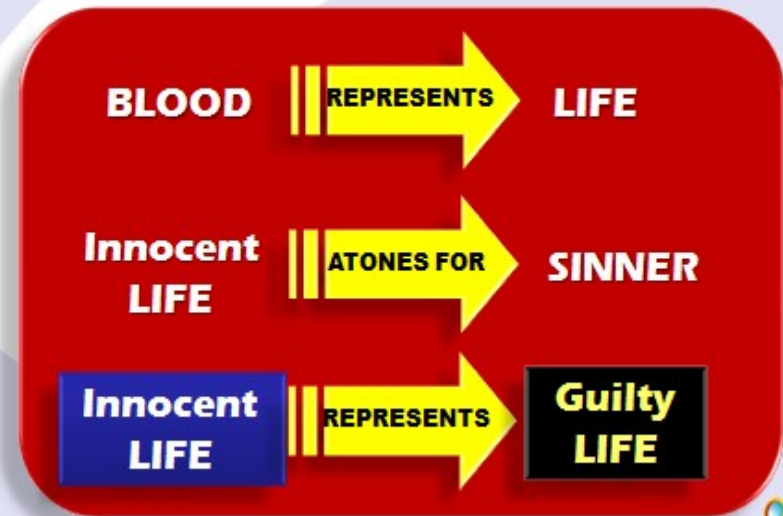 BLOOD REPRESENTS LIFE
Innocent
LIFE
ATONES FOR
SINNER
Innocent
LIFE
REPRESENTS
Guilty
LIFE